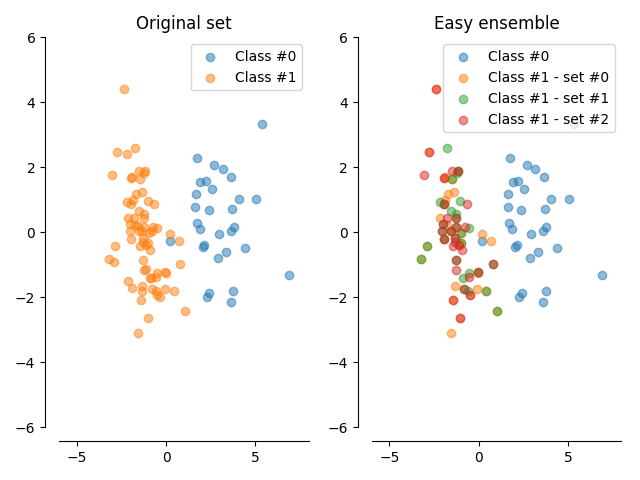 Original set
Easy ensemble
Class #0
Class #1
Class #0
Class #1 - set #0
Class #1 - set #1
Class #1 - set #2
6
4
2
0
−2
−4
−6
−5
0
5
6
4
2
0
−2
−4
−6
−5
0
5